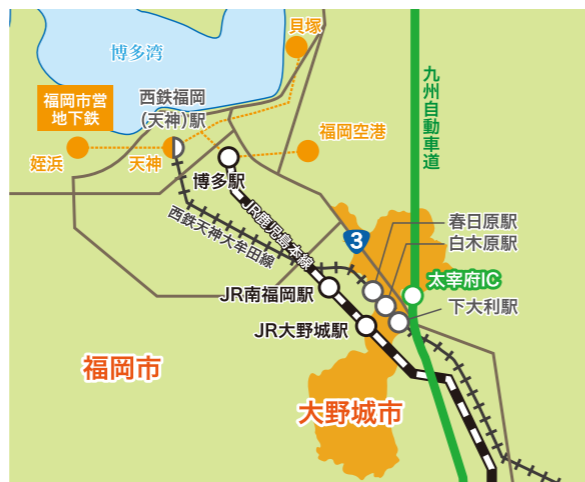 貝塚
博多湾
九州自動車道
福岡市営
地下鉄
西鉄福岡
(天神)駅
福岡空港
姪浜
天神
博多駅
JR鹿児島本線
西鉄天神大牟田線
3
春日原駅
白木原駅
太宰府IC
JR南福岡駅
下大利駅
JR大野城駅
福岡市
大野城市